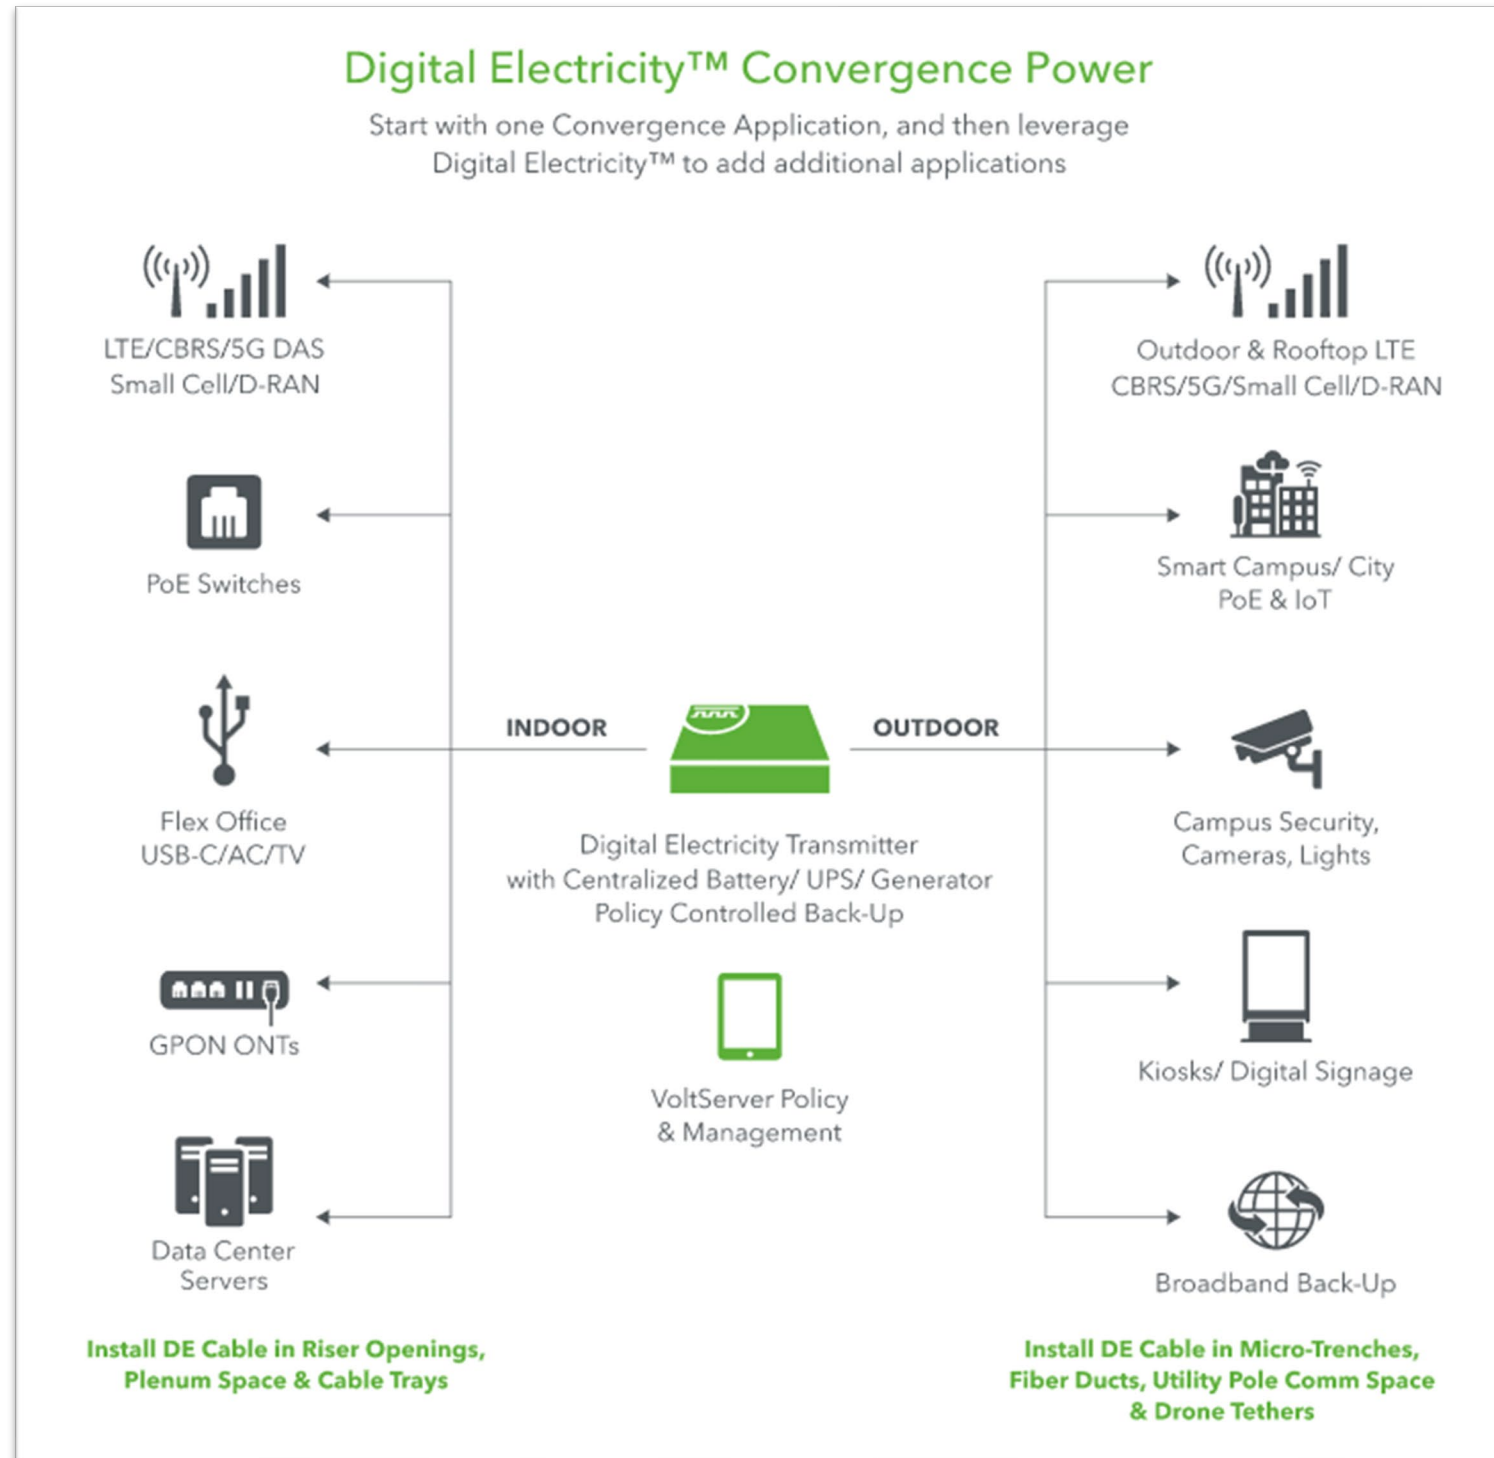 Digital Electricity™ Convergence Power
Start with one Convergence Application, and then leverage
Digital Electricity™ to add additional applications
LTE/CBRS/5G DAS
Small Cell/D-RAN
PoE Switches
Flex Office
USB-C/AC/TV
GPON ONTs
Data Center
Servers
Install DE Cable in Riser Openings,
Plenum Space & Cable Trays
INDOOR
OUTDOOR
Digital Electricity Transmitter
with Centralized Battery/ UPS/ Generator
Policy Controlled Back-Up
VoltServer Policy
& Management
Outdoor & Rooftop LTE
CBRS/5G/Small Cell/D-RAN
Smart Campus/ City
PoE & IoT
Campus Security,
Cameras, Lights
Kiosks/ Digital Signage
Broadband Back-Up
Install DE Cable in Micro-Trenches,
Fiber Ducts, Utility Pole Comm Space
& Drone Tethers